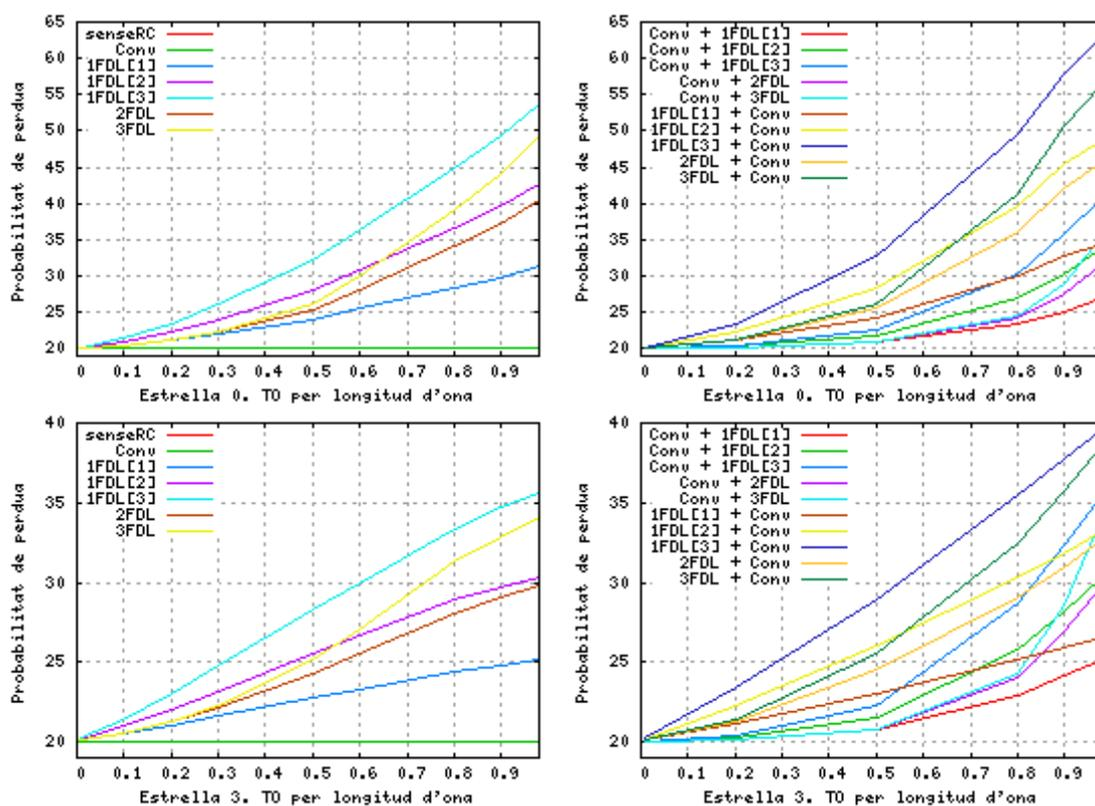 65
60
55
50
45
40
35
30
25
20
Probabilitat de perdua
senseRC
Conv
1FDL[1]
1FDL[2]
1FDL[3]
2FDL
3FDL
0 0.1 0.2 0.3 0.4 0.5 0.6 0.7 0.8 0.9
Estrella 0. TO per longitud d'ona
65
60
55
50
45
40
35
30
25
20
Probabilitat de perdua
Conv + 1FDL[1]
Conv + 1FDL[2]
Conv + 1FDL[3]
Conv + 2FDL
Conv + 3FDL
1FDL[1] + Conv
1FDL[2] + Conv
1FDL[3] + Conv
2FDL + Conv
3FDL + Conv
0 0.1 0.2 0.3 0.4 0.5 0.6 0.7 0.8 0.9
Estrella 0. TO per longitud d'ona
40
35
30
25
20
Probabilitat de perdua
senseRC
Conv
1FDL[1]
1FDL[2]
1FDL[3]
2FDL
3FDL
0 0.1 0.2 0.3 0.4 0.5 0.6 0.7 0.8 0.9
Estrella 3. TO per longitud d'ona
40
35
30
25
20
Probabilitat de perdua
Conv + 1FDL[1]
Conv + 1FDL[2]
Conv + 1FDL[3]
Conv + 2FDL
Conv + 3FDL
1FDL[1] + Conv
1FDL[2] + Conv
1FDL[3] + Conv
2FDL + Conv
3FDL + Conv
0 0.1 0.2 0.3 0.4 0.5 0.6 0.7 0.8 0.9
Estrella 3. TO per longitud d'ona